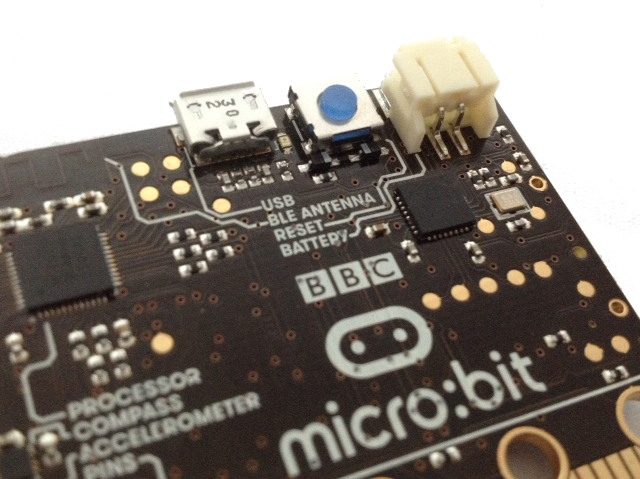 USB
BLE ANTENNA
RESET
BATTERY
BBC
micro:bit
PROCESSOR
COMPASS
ACCELEROMETER
PINS